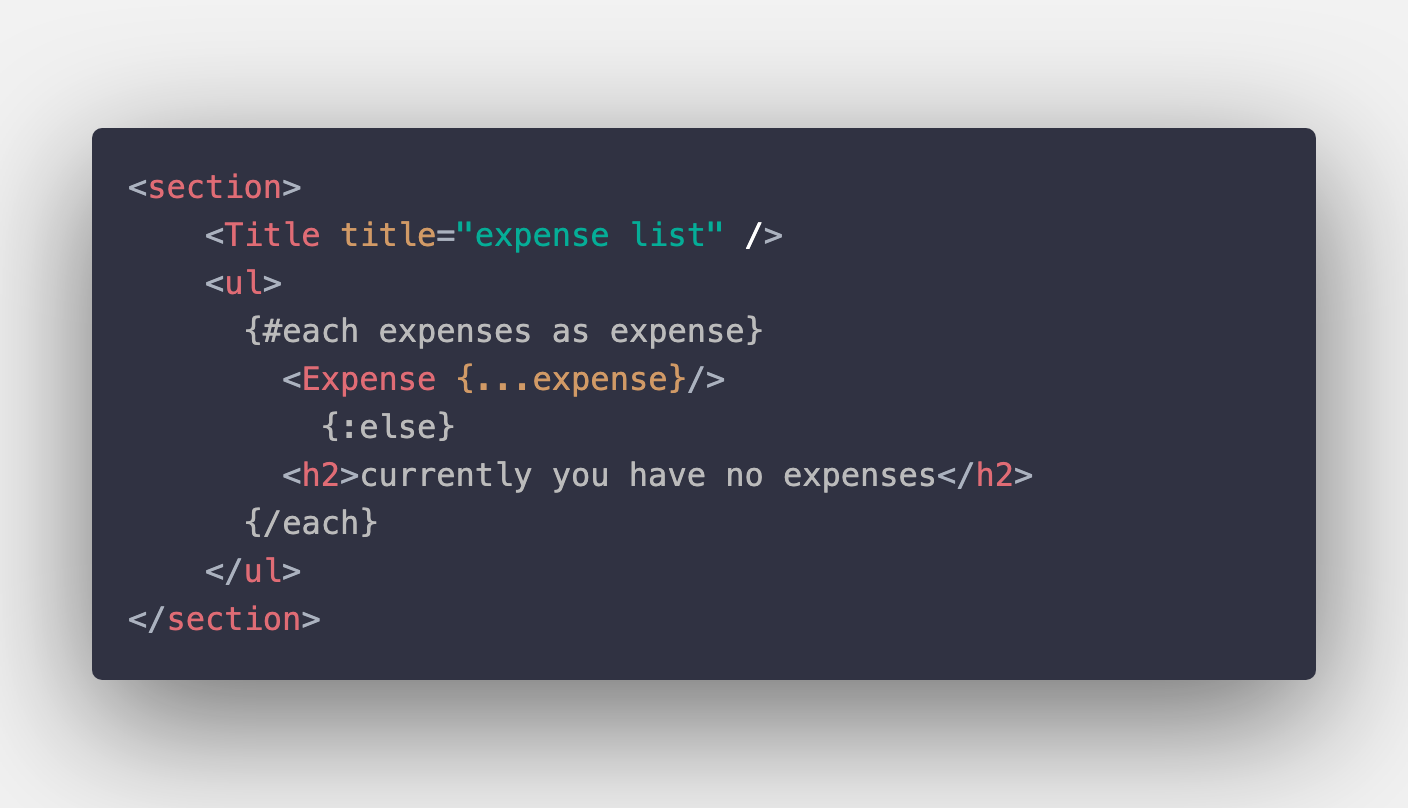 <section>
    <Title title="expense list" />
    <ul>
      {#each expenses as expense}
        <Expense {...expense}/>
          {:else}
        <h2>currently you have no expenses</h2>
      {/each}
    </ul>
</section>